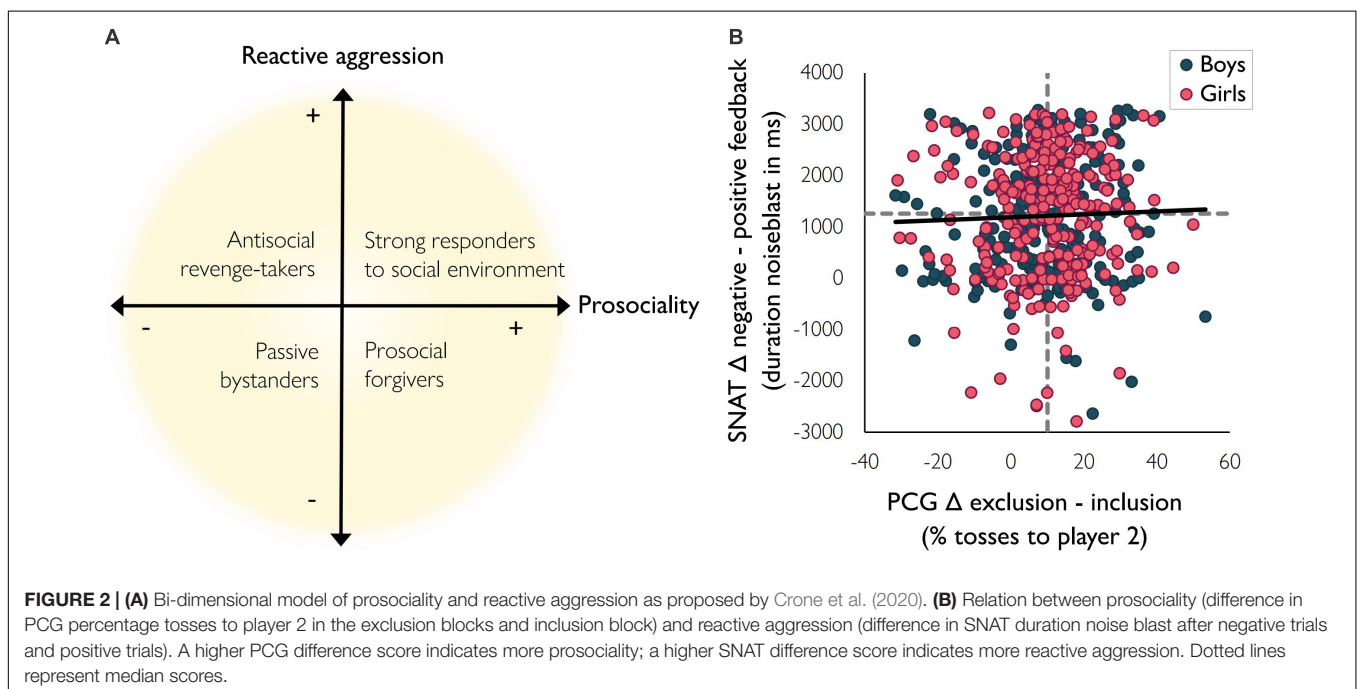 A
Reactive aggression
+
Antisocial
revenge-takers
Strong responders
to social environment
Prosociality
-
+
Passive
bystanders
Prosocial
forgivers
-
B
Boys
Girls
SNAT Δ negative - positive feedback
(duration noiseblast in ms)
4000
3000
2000
1000
0
-1000
-2000
-3000
-40 -20 0 20 40 60
PCG Δ exclusion - inclusion
(% tosses to player 2)
FIGURE 2 | (A) Bi-dimensional model of prosociality and reactive aggression as proposed by Crone et al. (2020). (B) Relation between prosociality (difference in
PCG percentage tosses to player 2 in the exclusion blocks and inclusion block) and reactive aggression (difference in SNAT duration noise blast after negative trials
and positive trials). A higher PCG difference score indicates more prosociality; a higher SNAT difference score indicates more reactive aggression. Dotted lines
represent median scores.